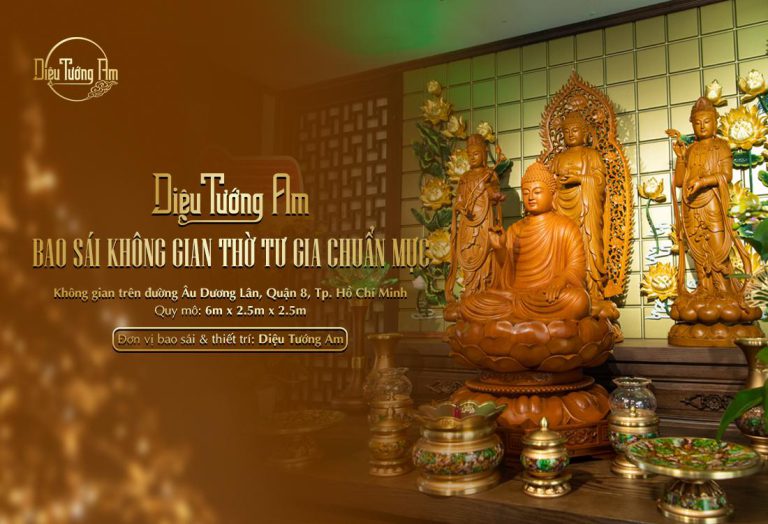 Diệu Tướng Am
Diệu Tướng Am
BAO SÁI KHÔNG GIAN THỜ TƯ GIA CHUẨN MỰC
Không gian trên đường Âu Dương Lân, Quận 8, Tp. Hồ Chí Minh
Quy mô: 6m x 2.5m x 2.5m
Đơn vị bao sái & thiết trí: Diệu Tướng Am